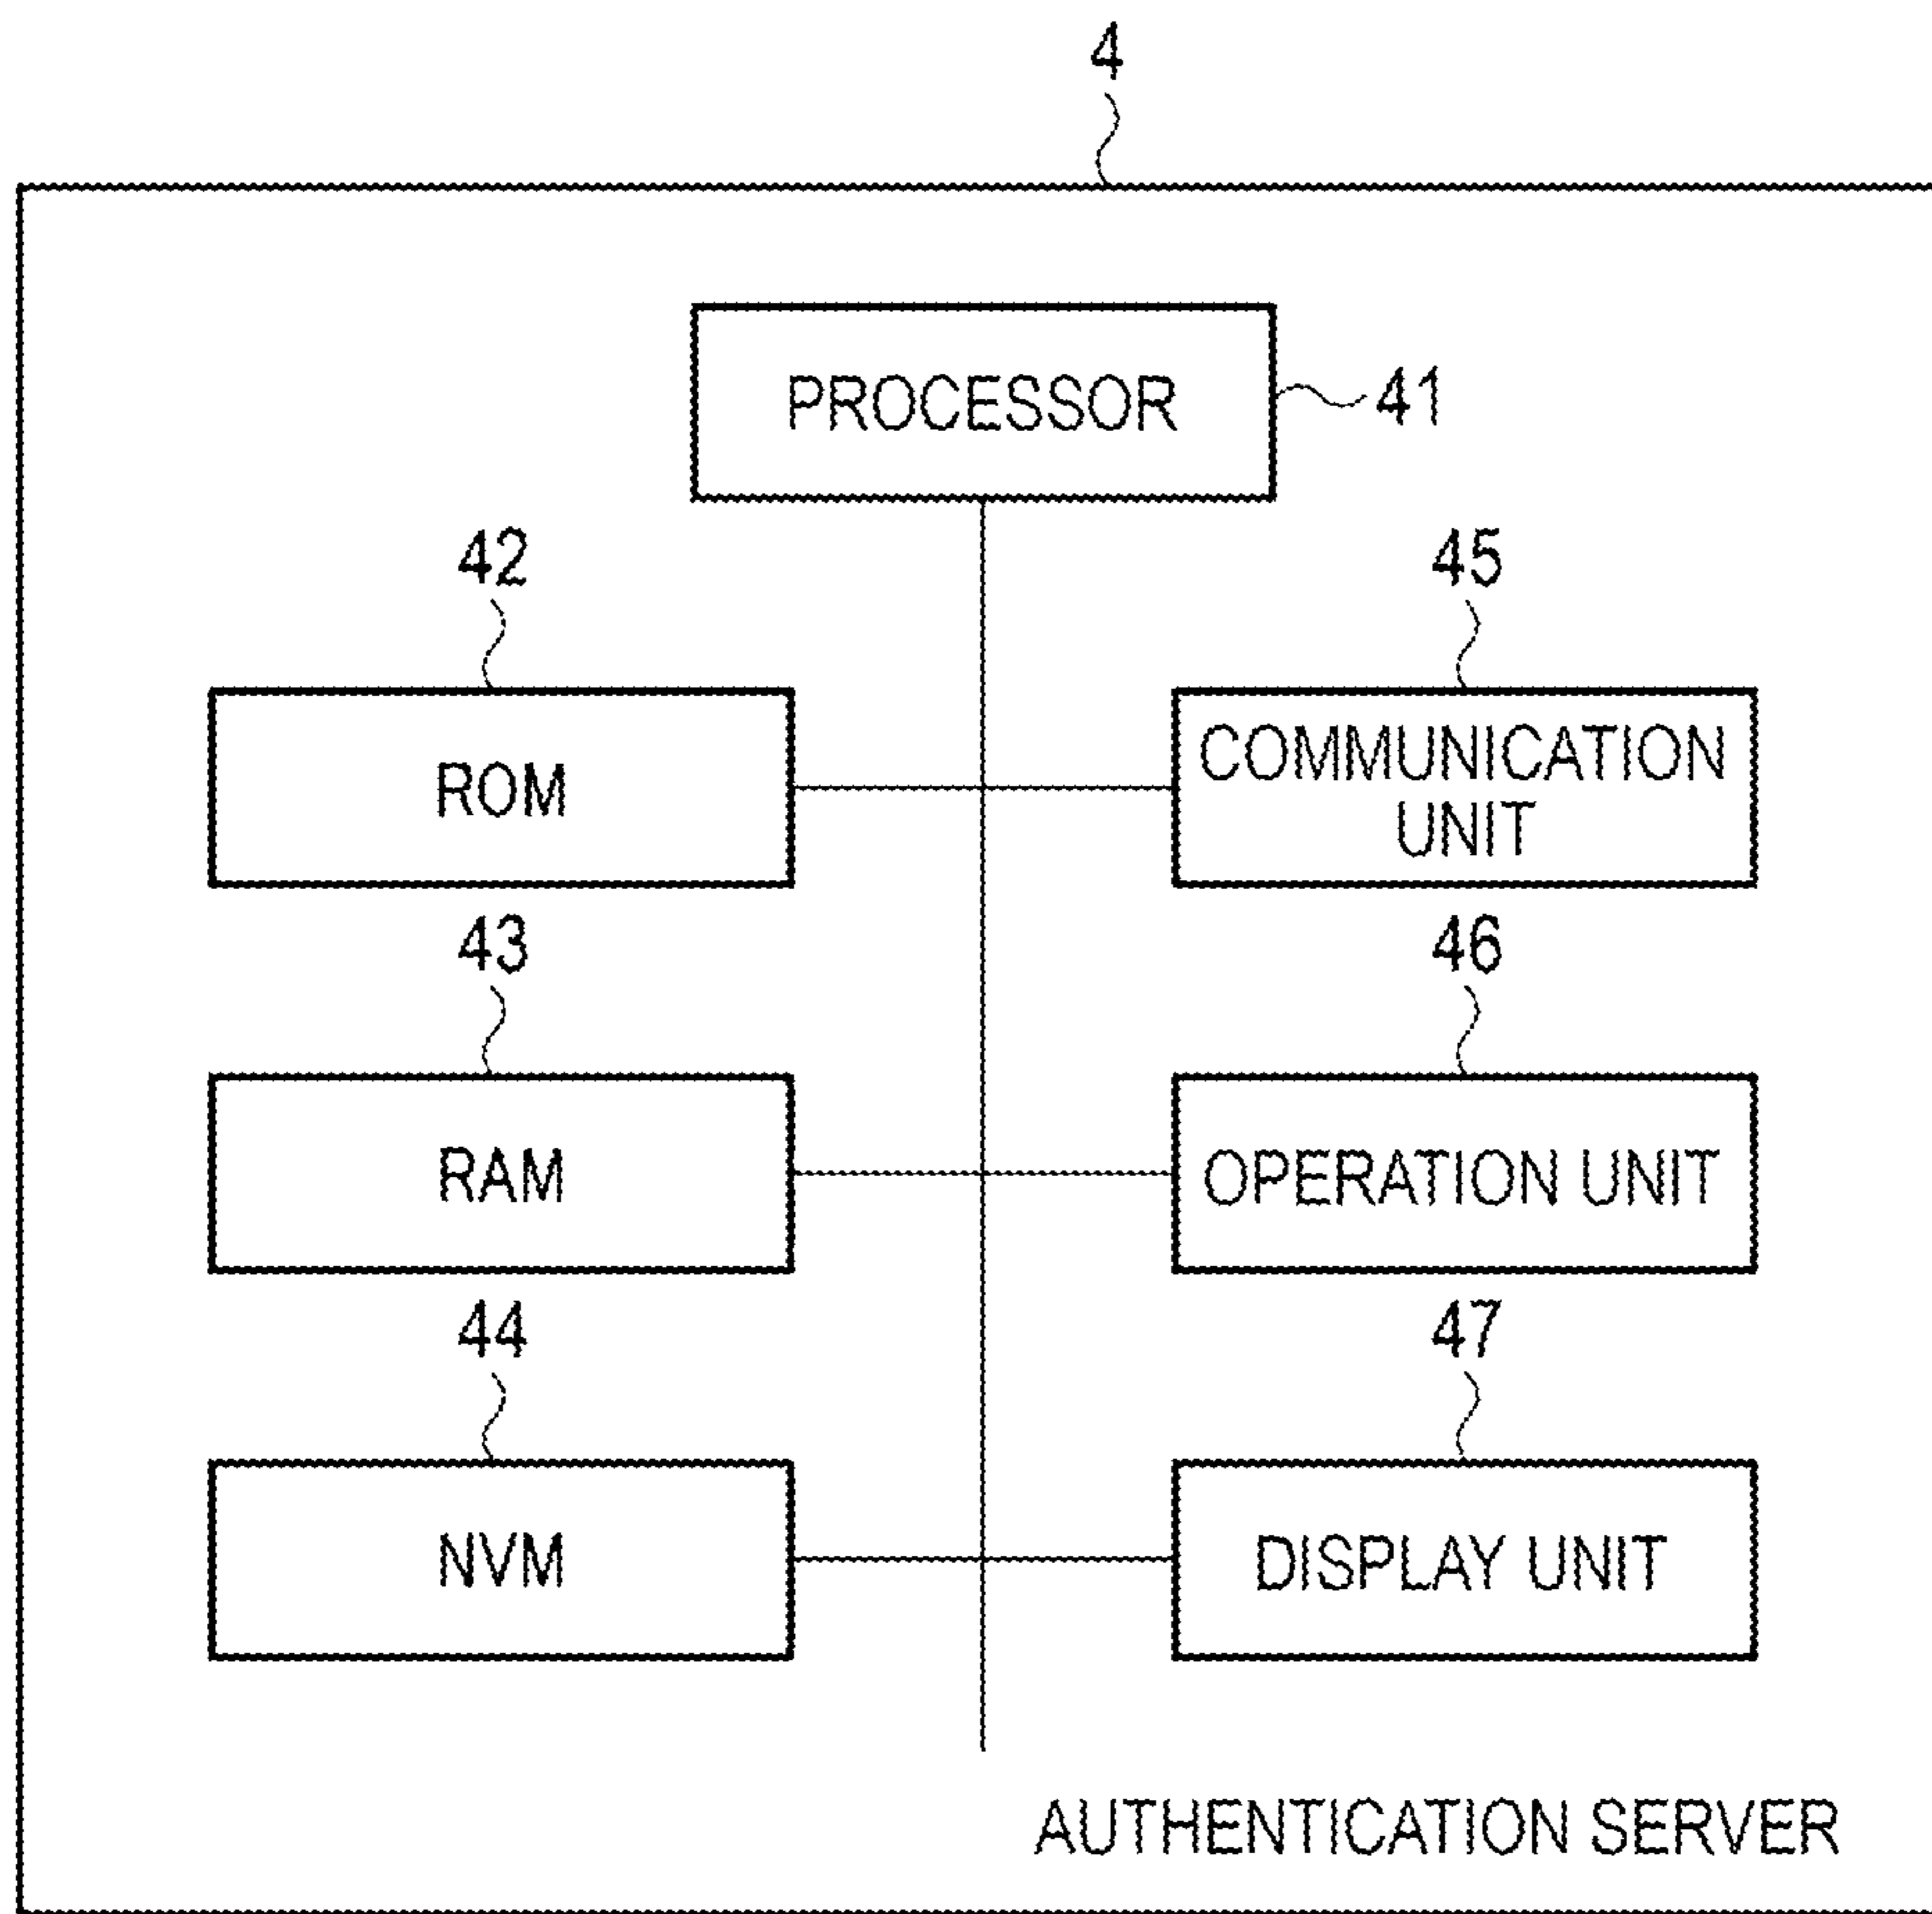 4
PROCESSOR
41
42
45
ROM
COMMUNICATION
UNIT
43
46
RAM
OPERATION UNIT
44
47
NVM
DISPLAY UNIT
AUTHENTICATION SERVER